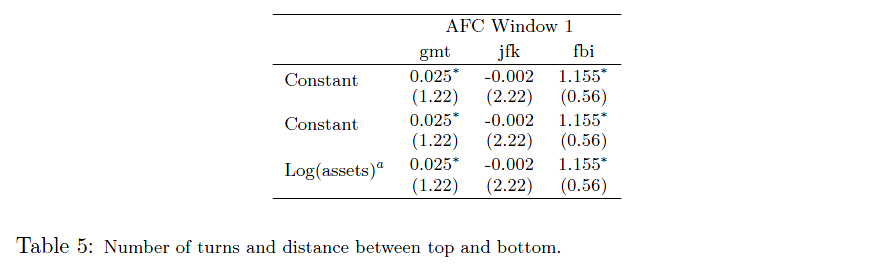 AFC Window 1
gmt jfk fbi
Constant 0.025* -0.002 1.155*
(1.22) (2.22) (0.56)
Constant 0.025* -0.002 1.155*
(1.22) (2.22) (0.56)
Log(assets)ᵃ 0.025* -0.002 1.155*
(1.22) (2.22) (0.56)
Table 5: Number of turns and distance between top and bottom.